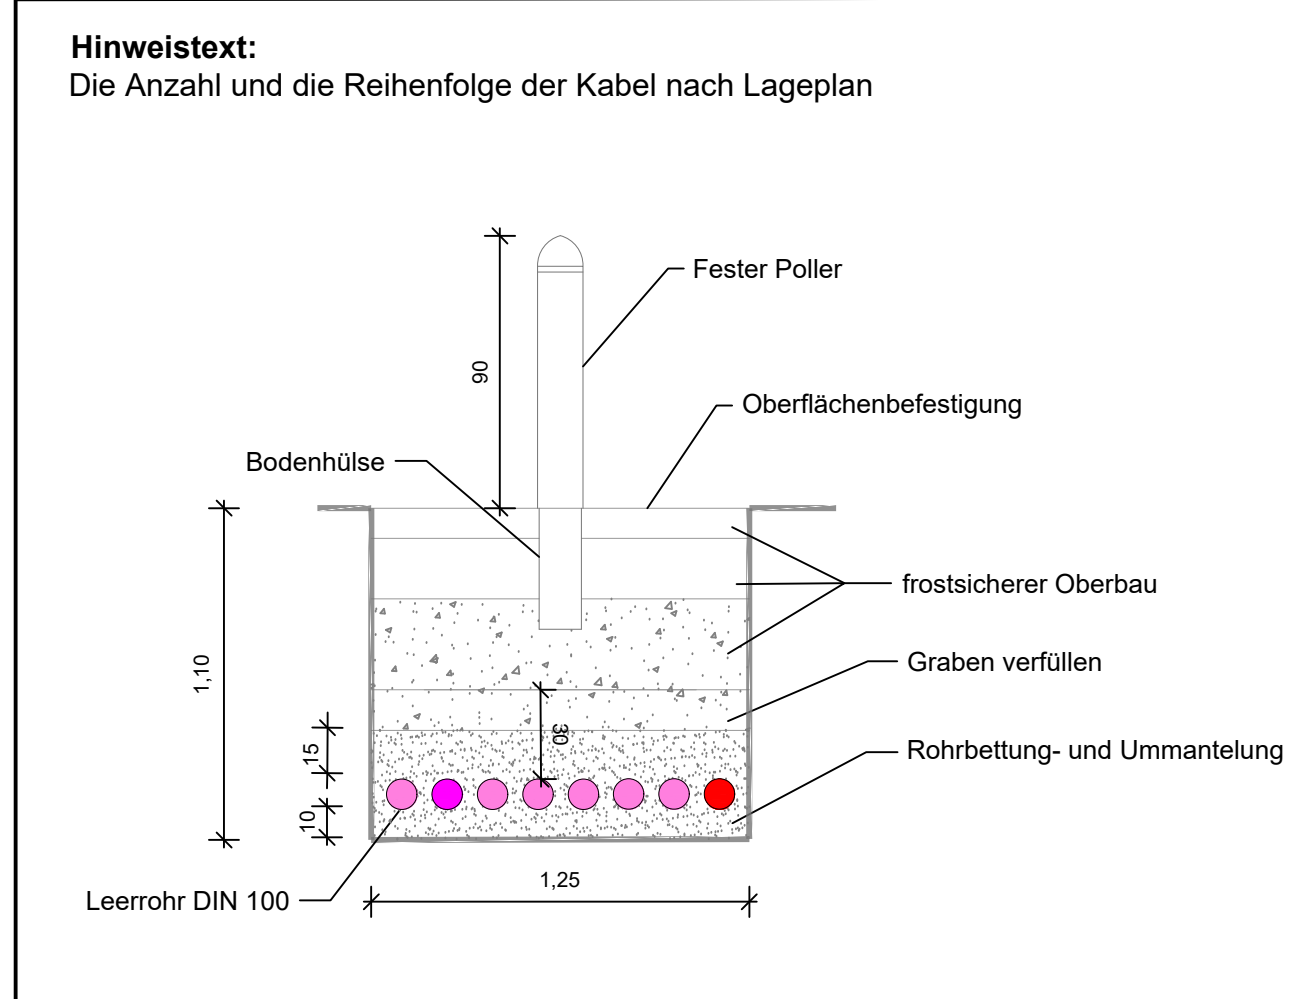 Hinweistext:
Die Anzahl und die Reihenfolge der Kabel nach Lageplan
Fester Poller
90
Oberflächenbefestigung
Bodenhülse
frostsicherer Oberbau
1,10
Graben verfüllen
30
15
Rohrbettung- und Ummantelung
10
1,25
Leerrohr DIN 100